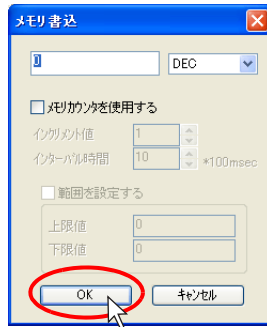 メモリ書込
0 DEC
メモリカウンタを使用する
インクリメント値 1
インターバル時間 10 *100msec
範囲を設定する
上限値 0
下限値 0
OK キャンセル